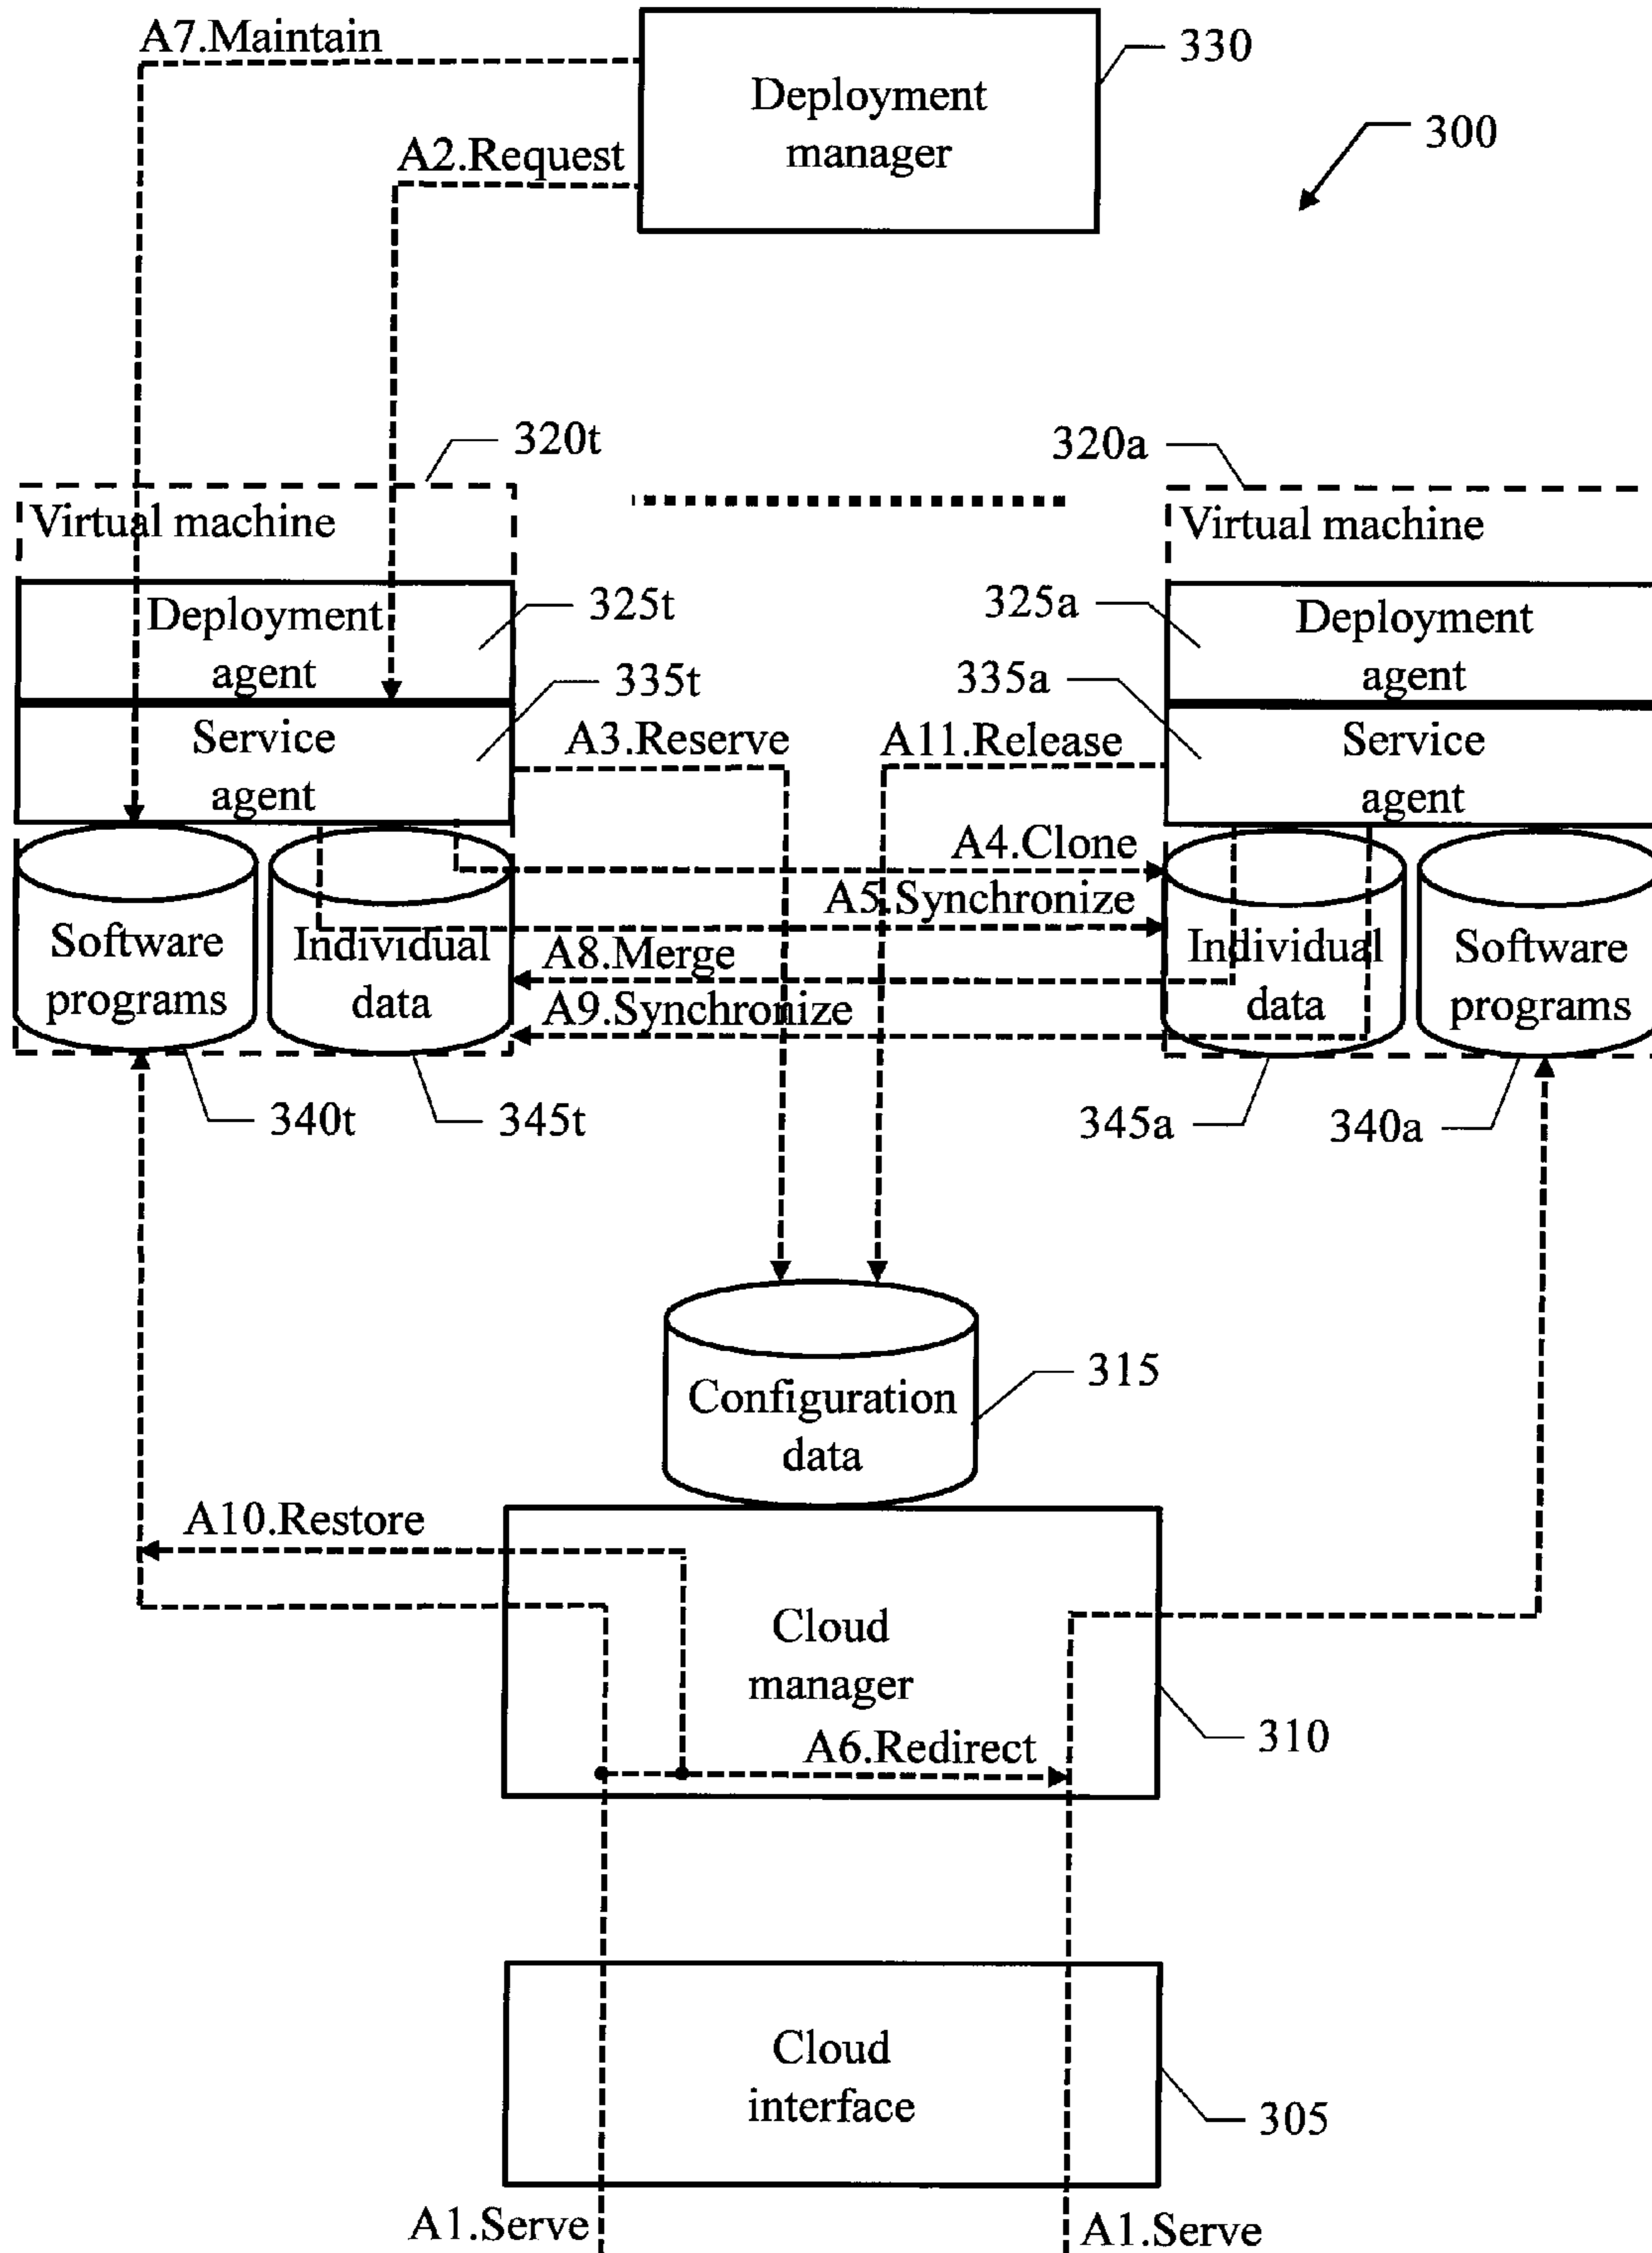 A7.Maintain
330
Deployment
manager
300
A2.Request
320t
320a
Virtual machine
Virtual machine
Deployment
agent
325t
325a
Deployment
agent
335t
335a
Service
agent
A3.Reserve
A11.Release
Service
agent
A4.Clone
A5.Synchronize
Software
programs
Individual
data
A8.Merge
A9.Synchronize
Individual
data
Software
programs
340t
345t
345a
340a
315
Configuration
data
A10.Restore
Cloud
manager
A6.Redirect
310
Cloud
interface
305
A1.Serve
A1.Serve